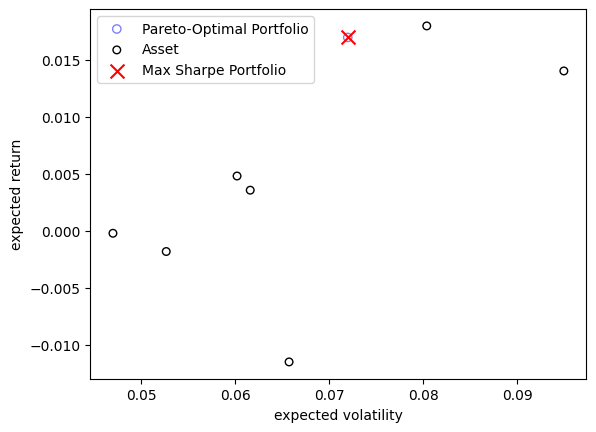 Pareto-Optimal Portfolio
Asset
Max Sharpe Portfolio
0.015
0.010
0.005
0.000
−0.005
−0.010
expected return
0.05 0.06 0.07 0.08 0.09
expected volatility